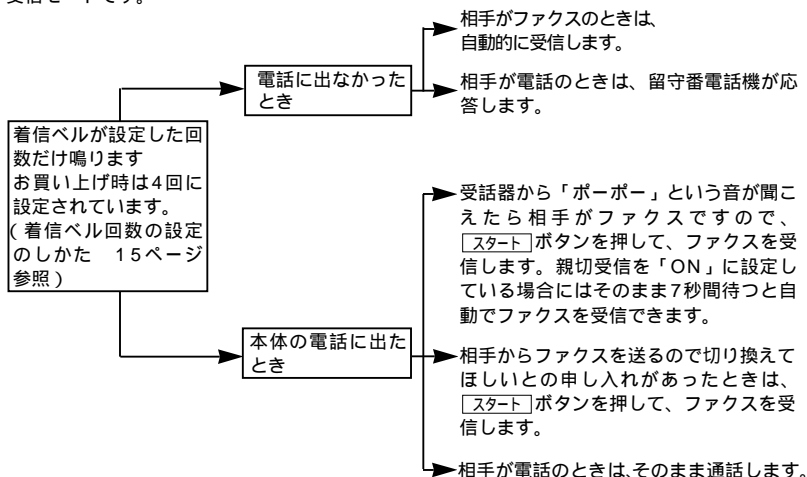 相手がファクスのときは、
自動的に受信します。
電話に出なかった
とき
相手が電話のときは、留守番電話機が応
答します。
着信ベルが設定した回
数だけ鳴ります
お買い上げ時は4回に
設定されています。
(着信ベル回数の設定
のしかた 15ページ
参照)
受話器から「ポーポー」という音が聞こ
えたら相手がファクスですので、
スタート ボタンを押して、ファクスを受
信します。親切受信を「ON」に設定し
ている場合にはそのまま7秒間待つと自
動でファクスを受信できます。
本体の電話に出た
とき
相手からファクスを送るので切り換えて
ほしいとの申し入れがあったときは、
スタート ボタンを押して、ファクスを受
信します。
相手が電話のときは、そのまま通話します。